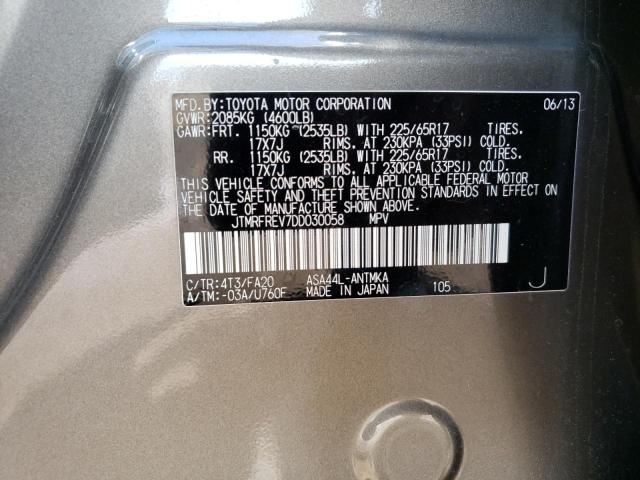 MFD.BY:TOYOTA MOTOR CORPORATION 06/13
GVWR:2085KG (4600LB)
GAWR:FRT. 1150KG (2535LB) WITH 225/65R17 TIRES.
17X7J RIMS. AT 230KPA (33PSI) COLD.
RR. 1150KG (2535LB) WITH 225/65R17 TIRES.
17X7J RIMS. AT 230KPA (33PSI) COLD.
THIS VEHICLE CONFORMS TO ALL APPLICABLE FEDERAL MOTOR
VEHICLE SAFETY AND THEFT PREVENTION STANDARDS IN EFFECT
ON THE DATE OF MANUFACTURE SHOWN ABOVE.
JTMRFREV7DD030058 MPV
C/TR:4T3/FA20 ASA44L-ANTMKA
A/TM:-03A/U760F MADE IN JAPAN 105 J